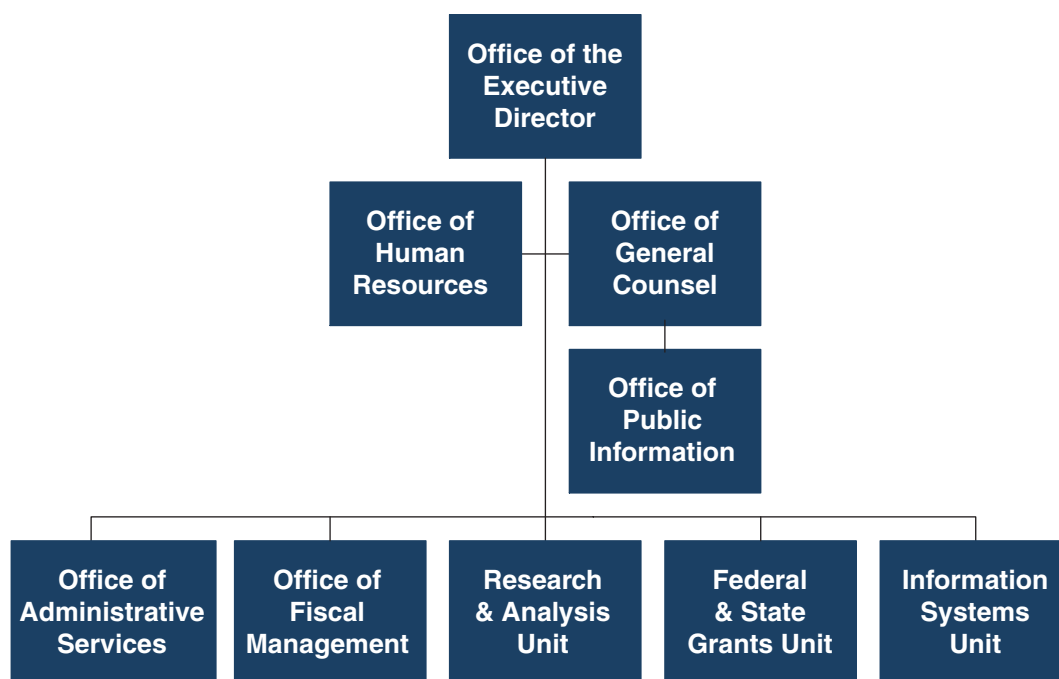 Office of the
Executive
Director
Office of
Human
Resources
Office of
General
Counsel
Office of
Public
Information
Office of
Administrative
Services
Office of
Fiscal
Management
Research
& Analysis
Unit
Federal
& State
Grants Unit
Information
Systems
Unit